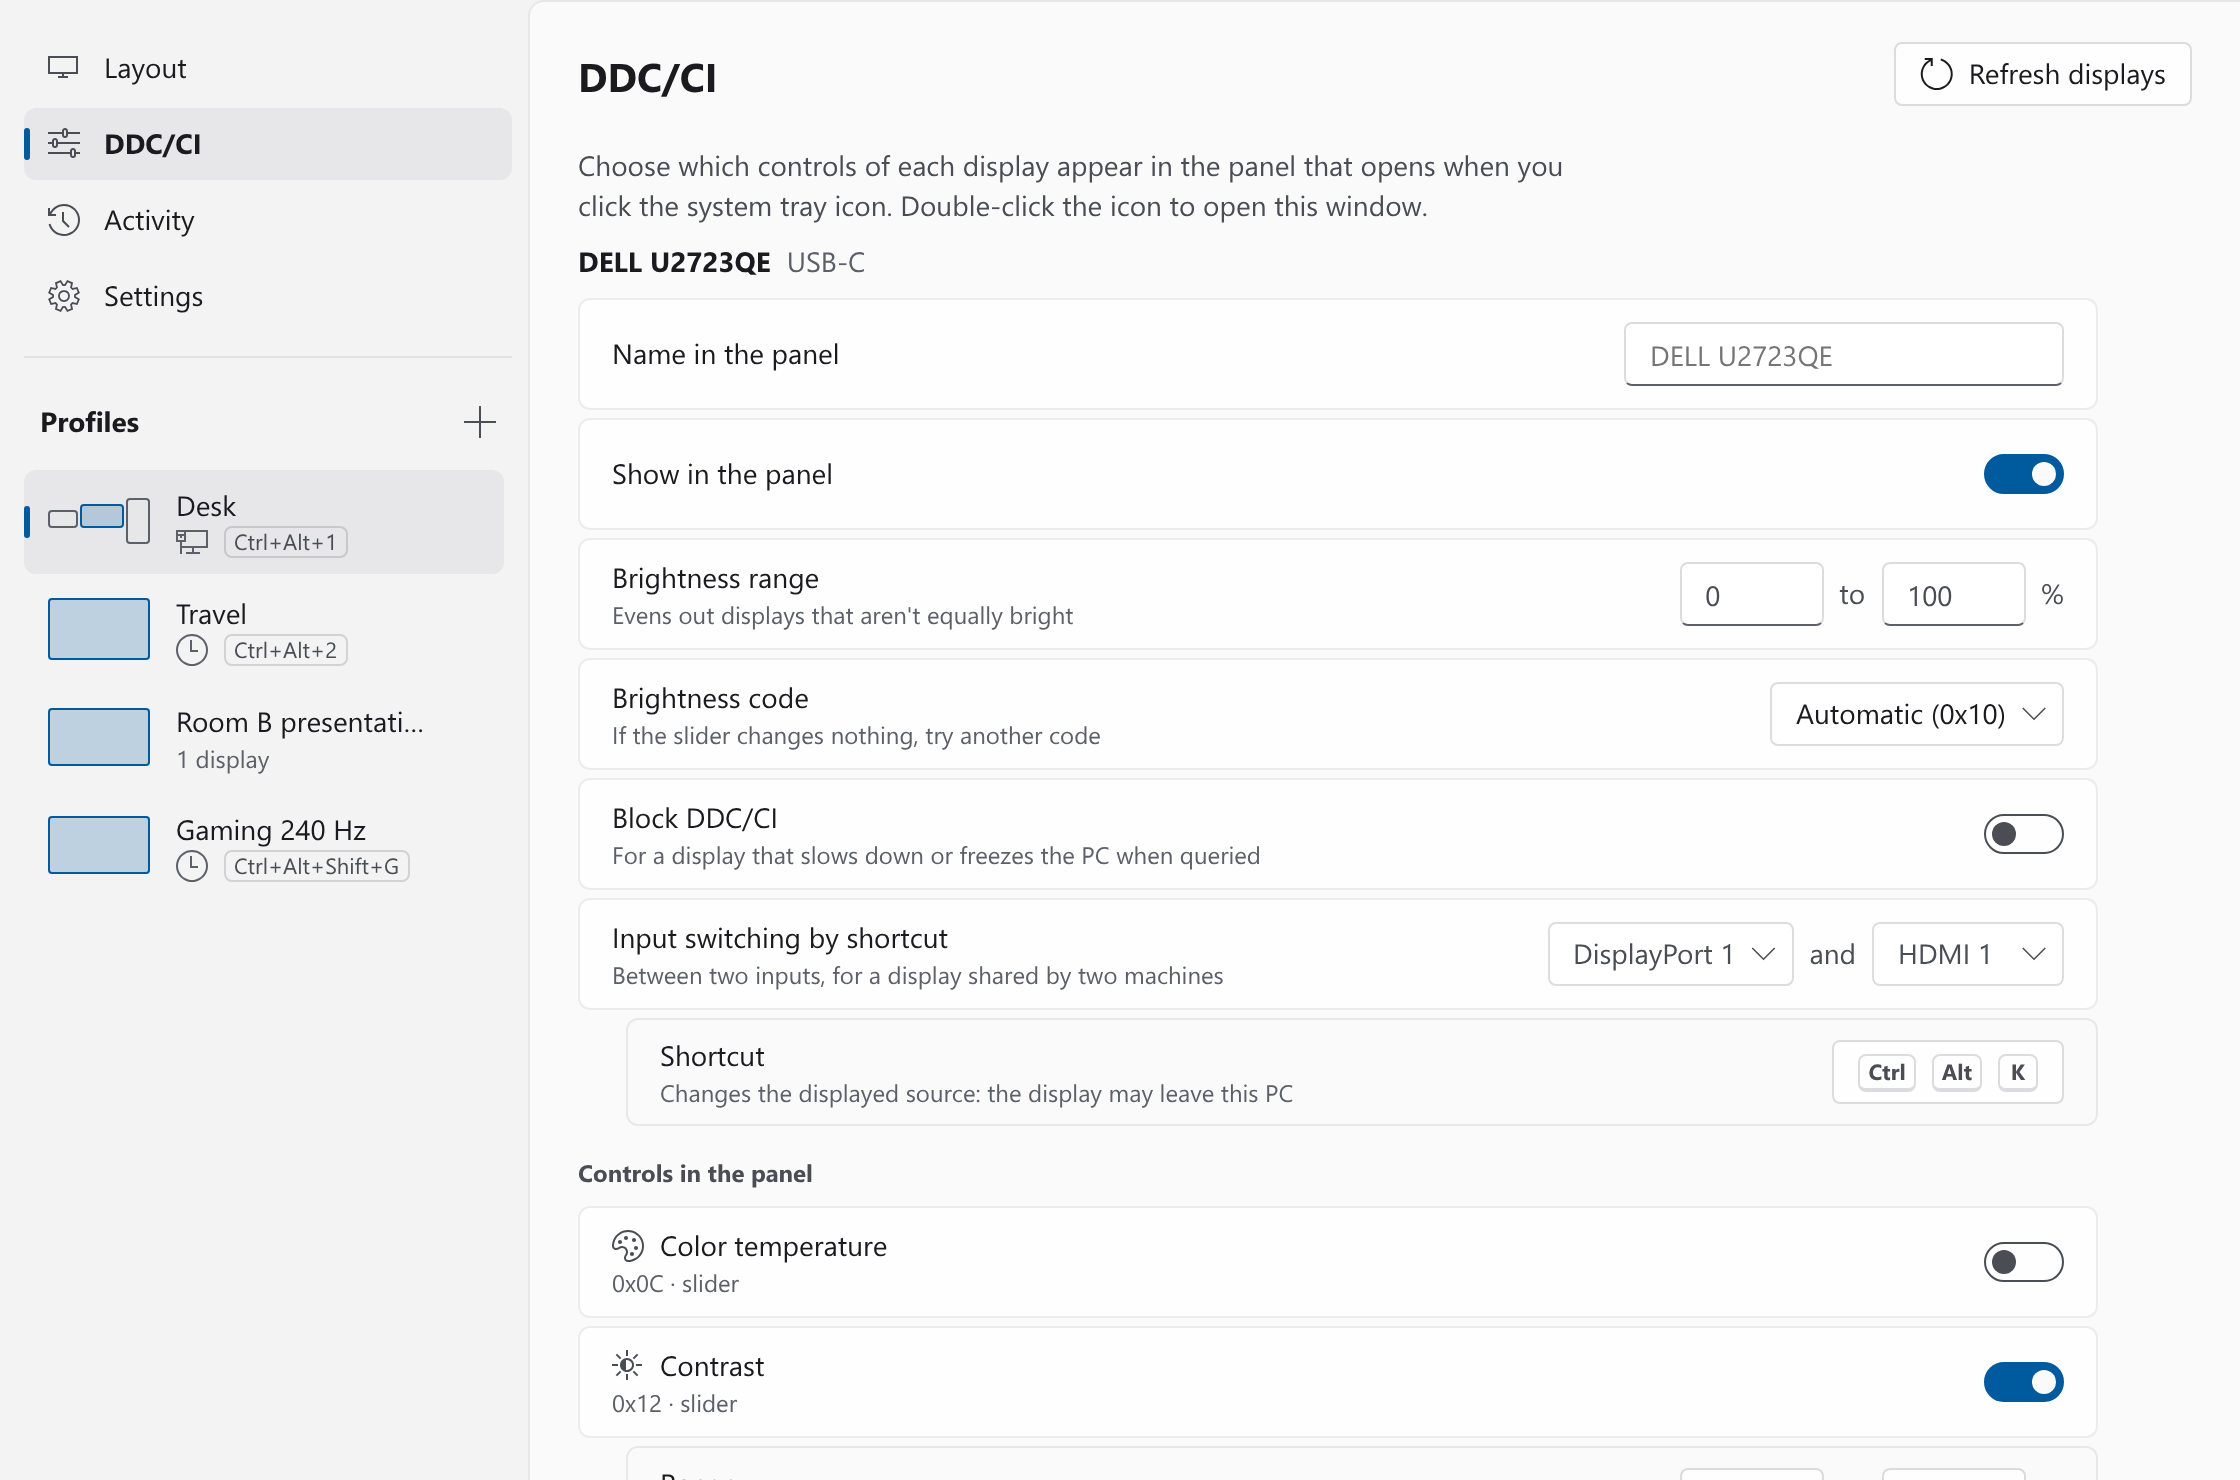 Layout
DDC/CI
Activity
Settings
Profiles
Desk
Ctrl+Alt+1
Travel
Ctrl+Alt+2
Room B presentati...
1 display
Gaming 240 Hz
Ctrl+Alt+Shift+G
DDC/CI
Refresh displays
Choose which controls of each display appear in the panel that opens when you
click the system tray icon. Double-click the icon to open this window.
DELL U2723QE USB-C
Name in the panel
DELL U2723QE
Show in the panel
Brightness range
Evens out displays that aren't equally bright
0 to 100 %
Brightness code
If the slider changes nothing, try another code
Automatic (0x10)
Block DDC/CI
For a display that slows down or freezes the PC when queried
Input switching by shortcut
Between two inputs, for a display shared by two machines
DisplayPort 1 and HDMI 1
Shortcut
Changes the displayed source: the display may leave this PC
Ctrl Alt K
Controls in the panel
Color temperature
0x0C · slider
Contrast
0x12 · slider